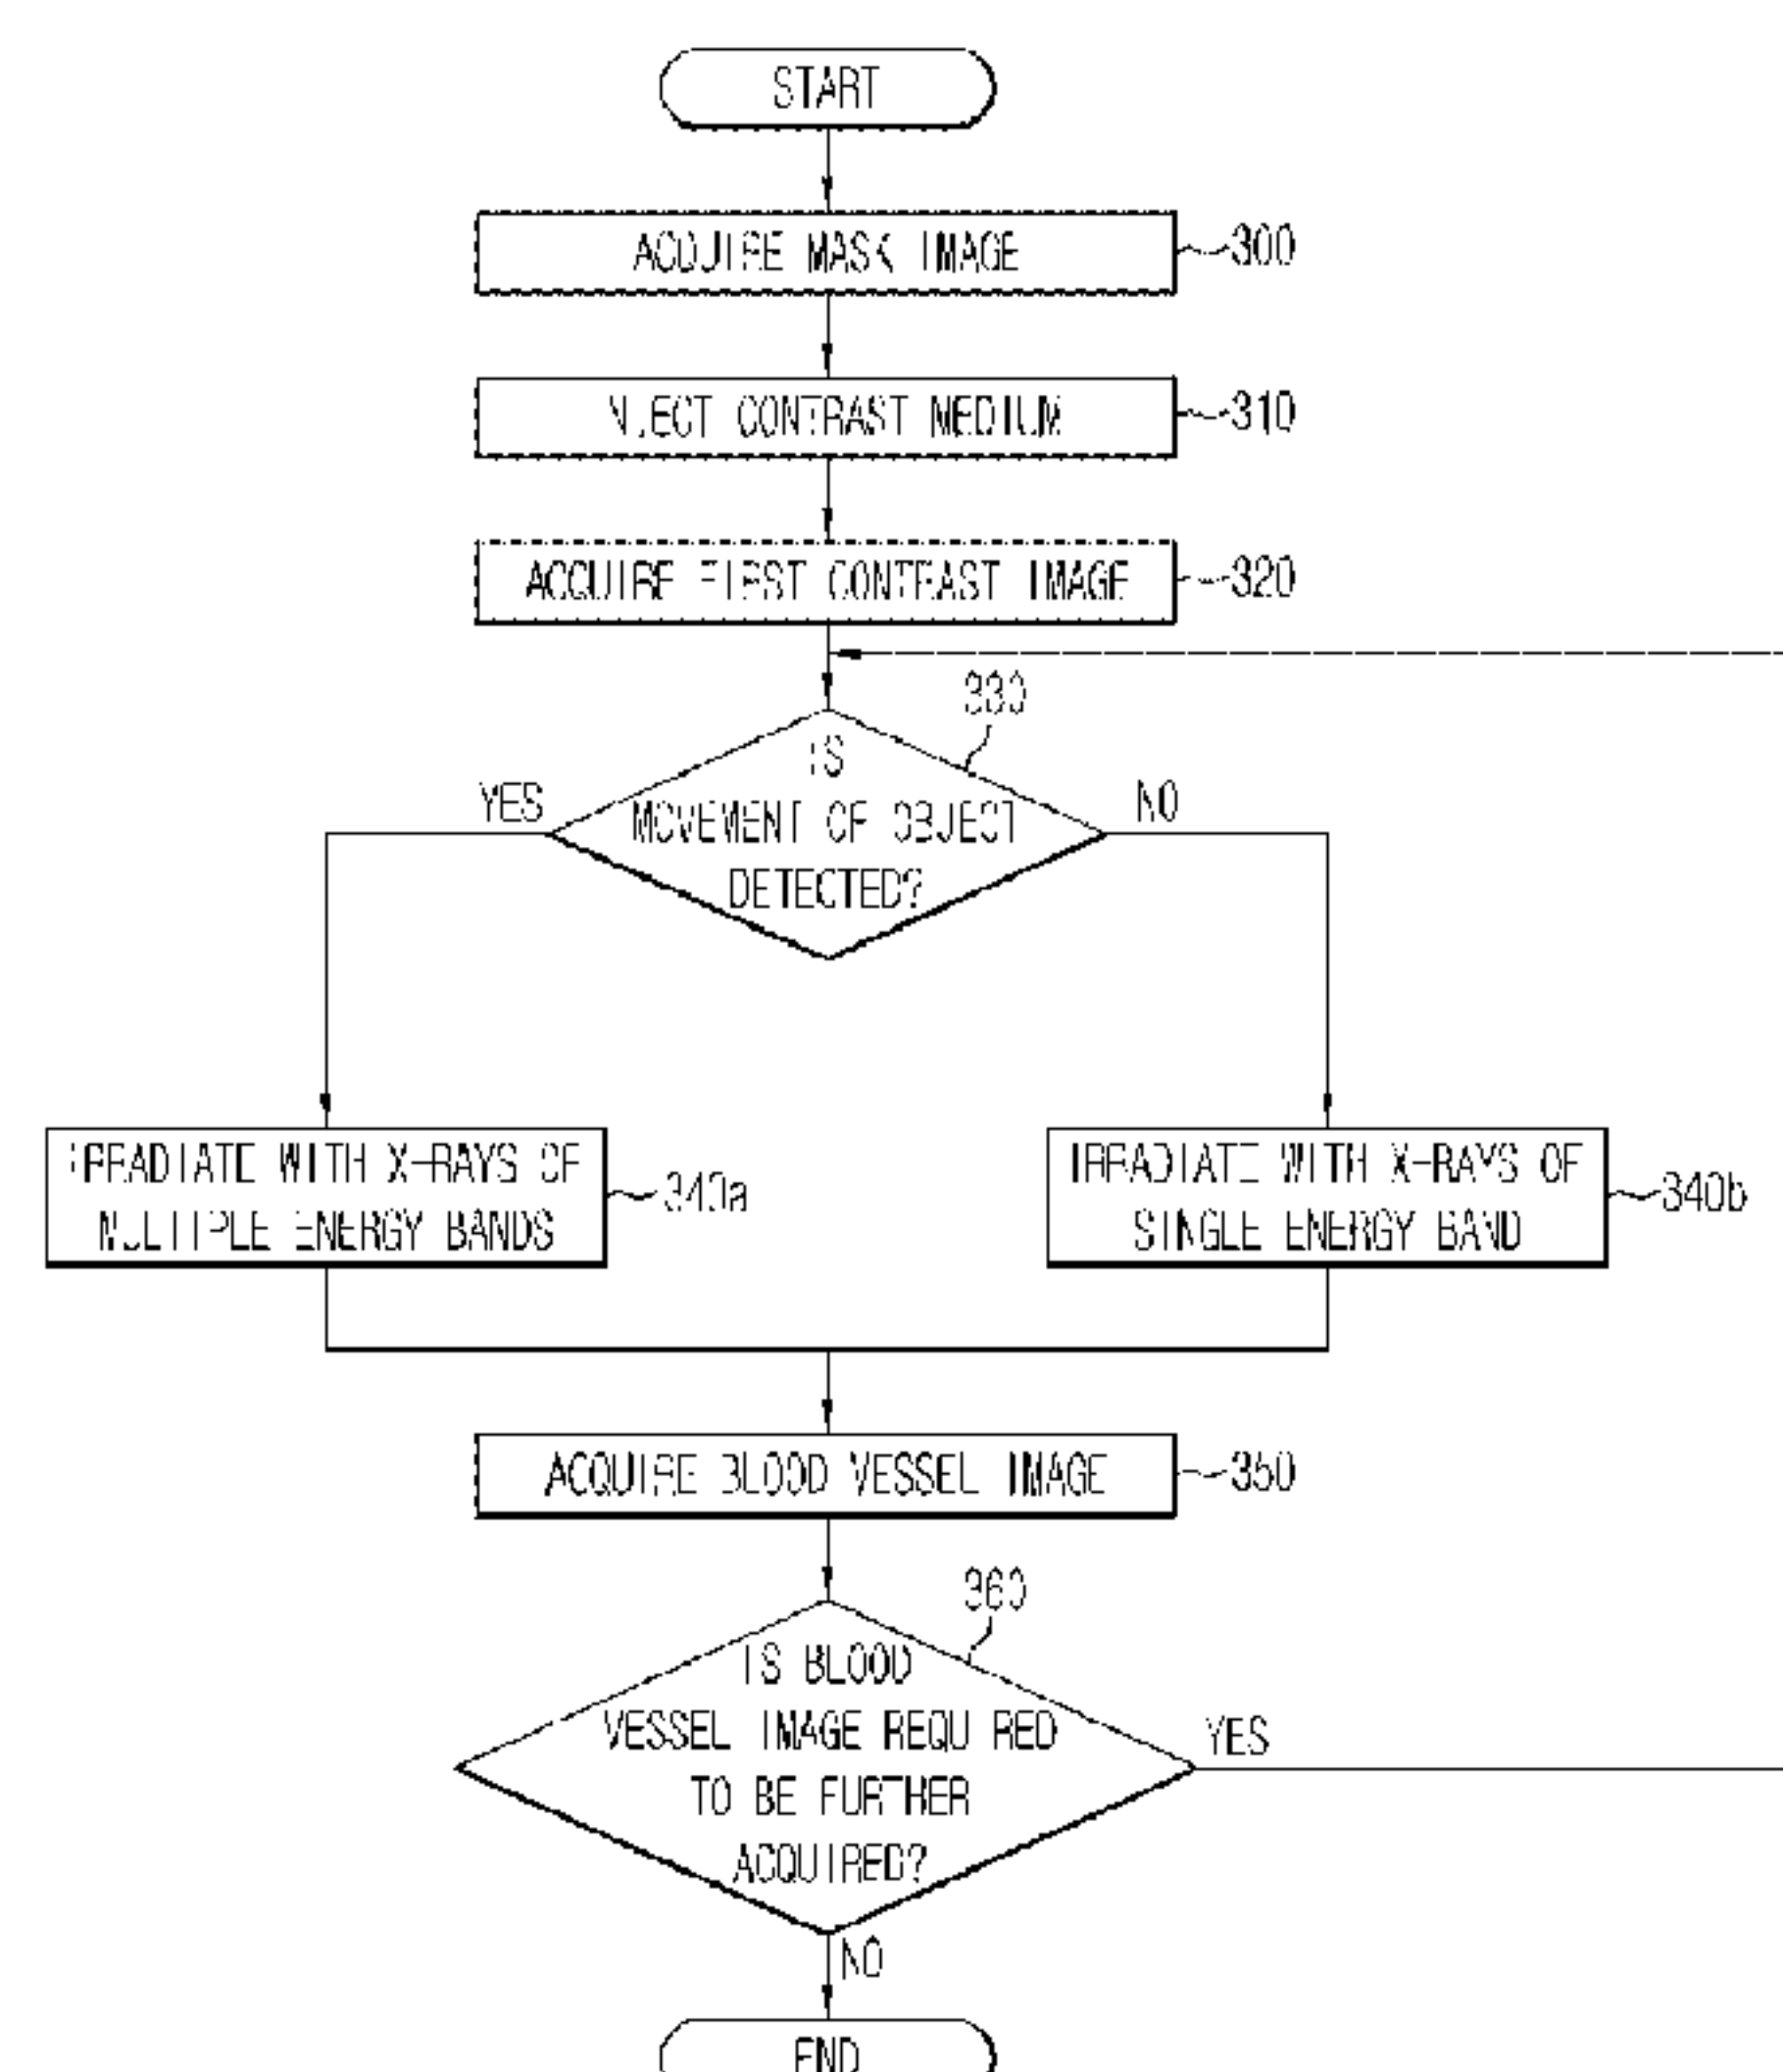 START
ACQUIRE MASK IMAGE
300
INJECT CONTRAST MEDIUM
310
ACQUIRE FIRST CONTRAST IMAGE
320
330
IS
MOVEMENT OF OBJECT
DETECTED?
YES
NO
IRRADIATE WITH X-RAYS OF
MULTIPLE ENERGY BANDS
340a
IRRADIATE WITH X-RAYS OF
SINGLE ENERGY BAND
340b
ACQUIRE BLOOD VESSEL IMAGE
350
360
IS BLOOD
VESSEL IMAGE REQUIRED
TO BE FURTHER
ACQUIRED?
YES
NO
END